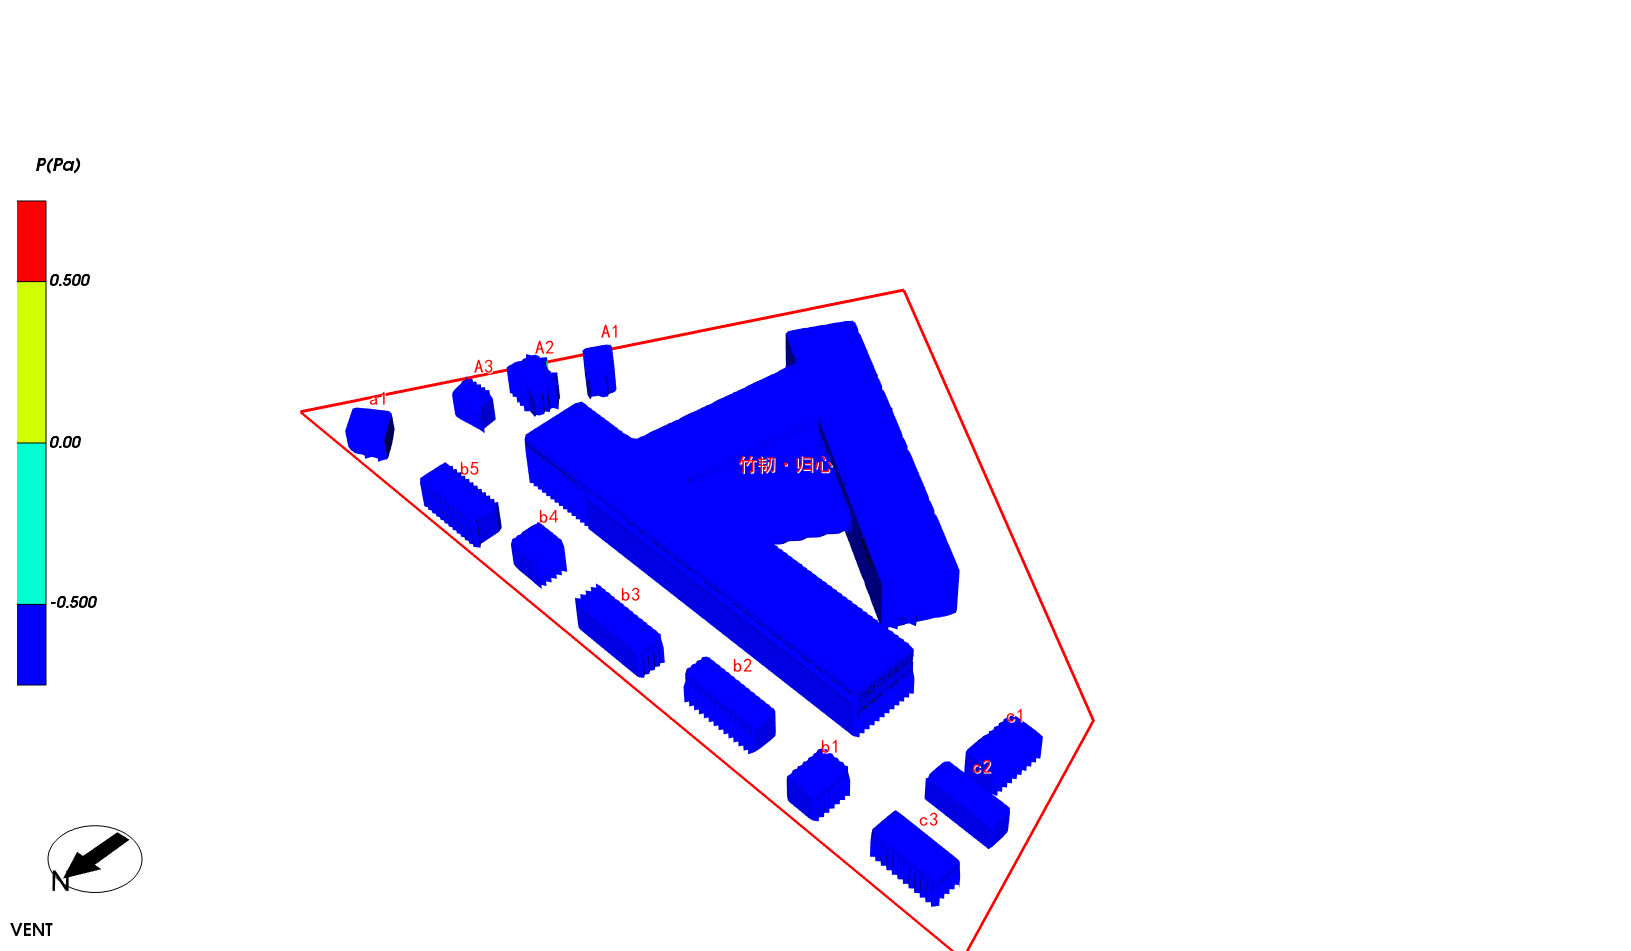 P(Pa)
0.500
0.00
-0.500
A1
A2
A3
a1
竹韧·归心
b5
b4
b3
b2
c1
b1
c2
c3
N
VENT